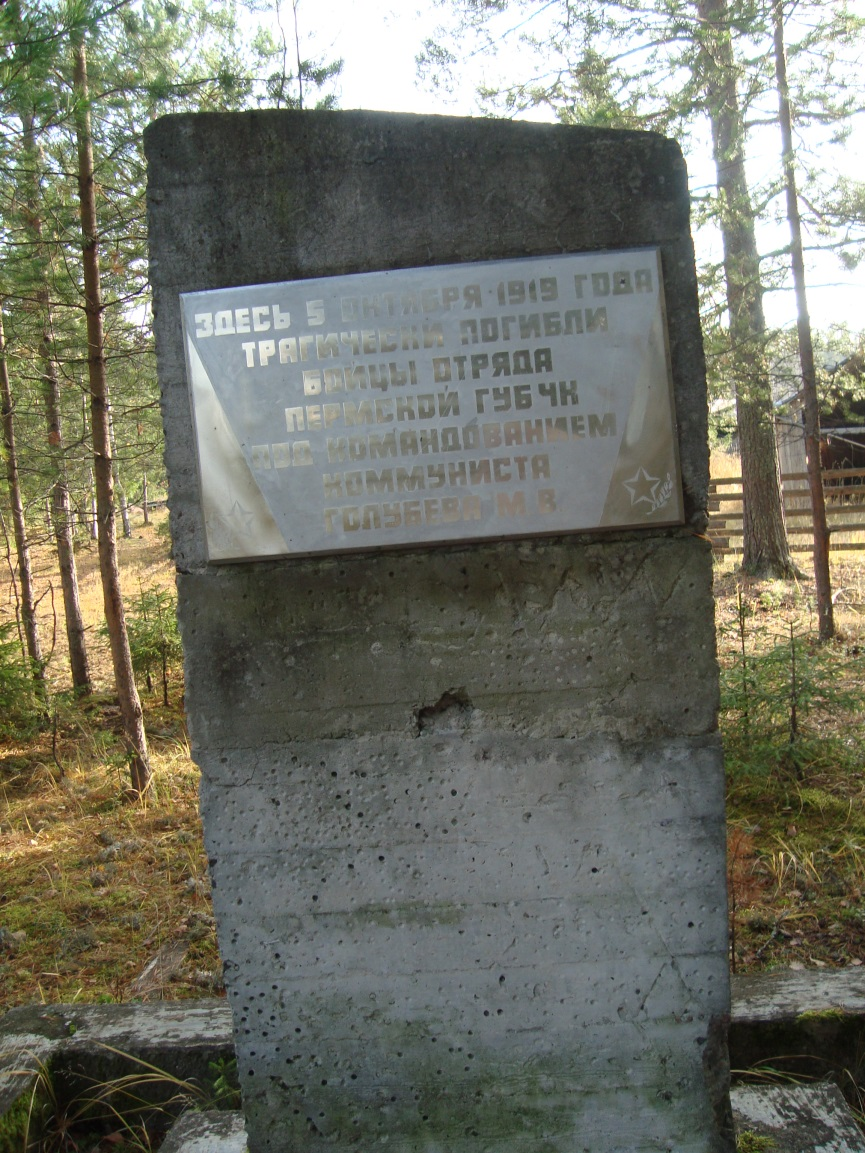 ЗДЕСЬ 5 ОКТЯБРЯ 1919 ГОДА
ТРАГИЧЕСКИ ПОГИБЛИ
БОЙЦЫ ОТРЯДА
ПЕРМСКОЙ ГУБЧК
ПОД КОМАНДОВАНИЕМ
КОММУНИСТА
ГОЛУБЕВА М.В